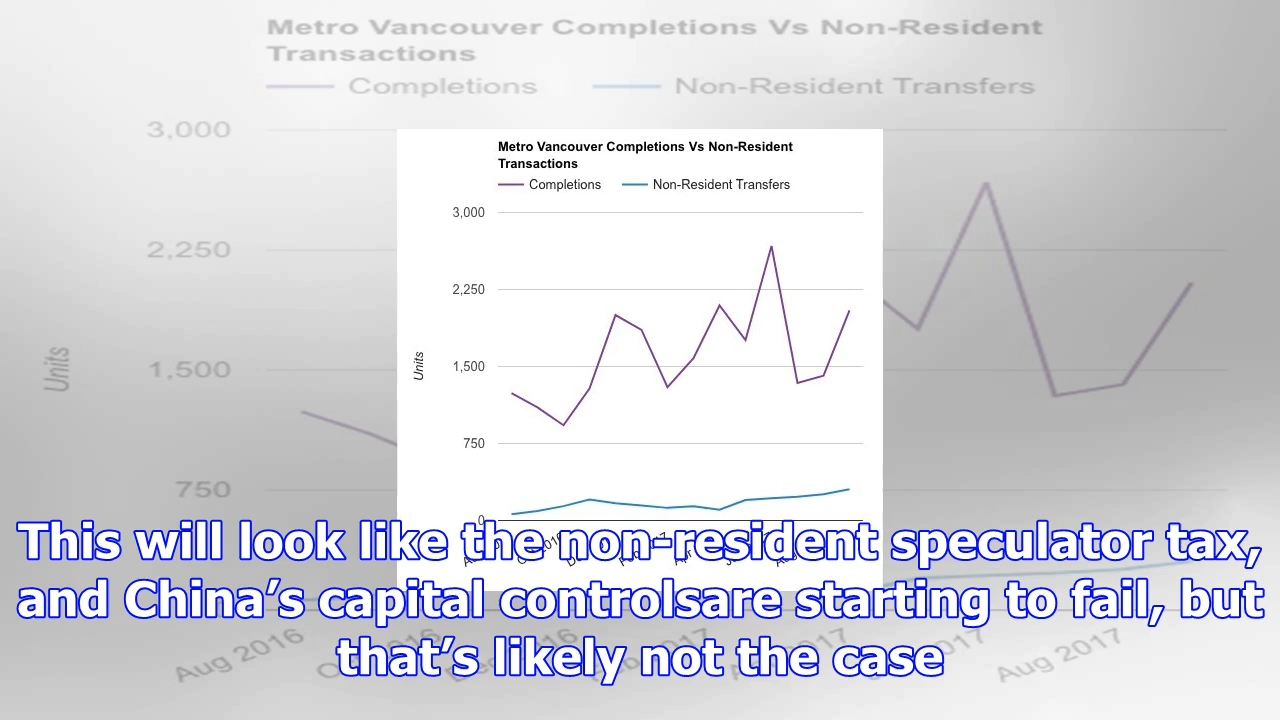 Metro Vancouver Completions Vs Non-Resident
Transactions
Completions
Non-Resident Transfers
3,000
2,250
1,500
750
Units
Aug 2016
Aug 2017
Metro Vancouver Completions Vs Non-Resident
Transactions
Completions
Non-Resident Transfers
3,000
2,250
1,500
750
0
Units
This will look like the non-resident speculator tax,
and China’s capital controlsare starting to fail, but
that’s likely not the case